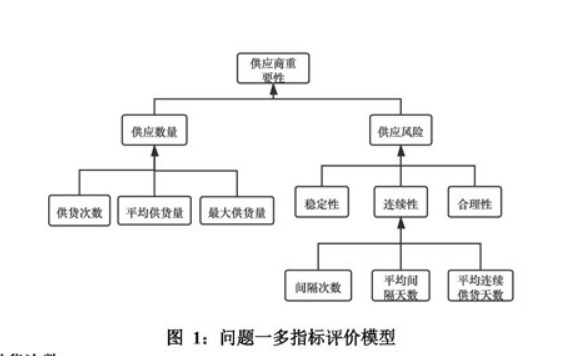 供应商重
要性
供应数量
供应风险
供货次数
平均供货量
最大供货量
稳定性
连续性
合理性
间隔次数
平均间
隔天数
平均连续
供货天数
图 1：问题一多指标评价模型